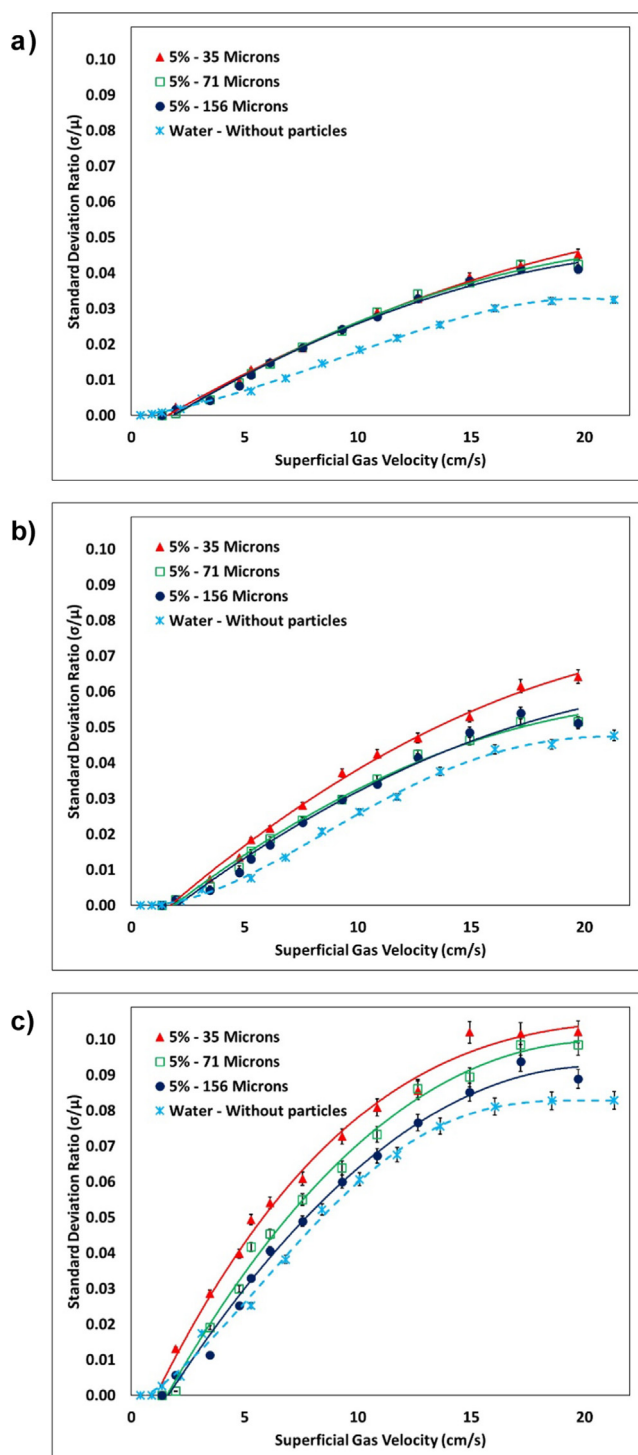 a)
Standard Deviation Ratio (σ/μ)
0.10
0.09
0.08
0.07
0.06
0.05
0.04
0.03
0.02
0.01
0.00
5% - 35 Microns
5% - 71 Microns
5% - 156 Microns
Water - Without particles
0 5 10 15 20
Superficial Gas Velocity (cm/s)
b)
Standard Deviation Ratio (σ/μ)
0.10
0.09
0.08
0.07
0.06
0.05
0.04
0.03
0.02
0.01
0.00
5% - 35 Microns
5% - 71 Microns
5% - 156 Microns
Water - Without particles
0 5 10 15 20
Superficial Gas Velocity (cm/s)
c)
Standard Deviation Ratio (σ/μ)
0.10
0.09
0.08
0.07
0.06
0.05
0.04
0.03
0.02
0.01
0.00
5% - 35 Microns
5% - 71 Microns
5% - 156 Microns
Water - Without particles
0 5 10 15 20
Superficial Gas Velocity (cm/s)